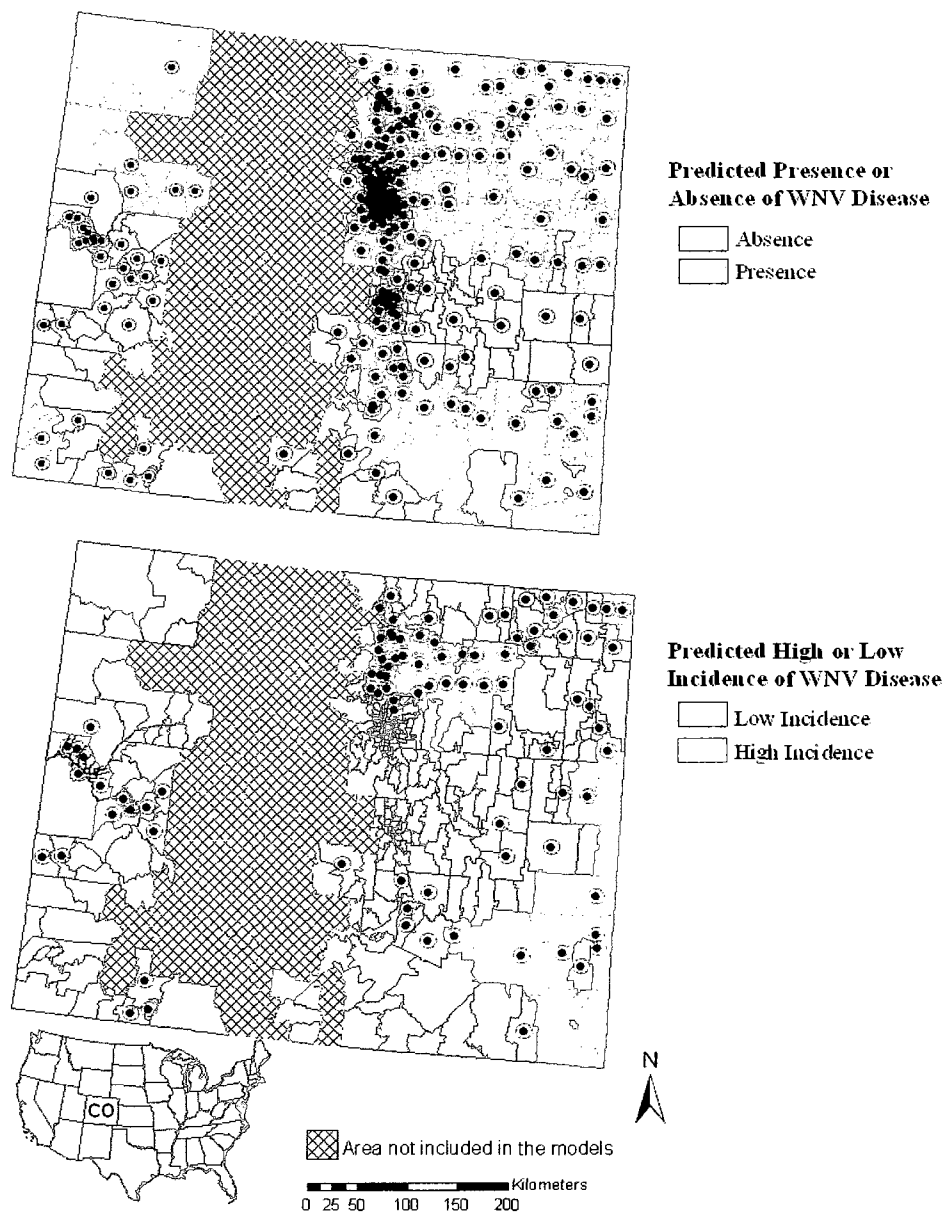 Predicted Presence or
Absence of WNV Disease
Absence
Presence
Predicted High or Low
Incidence of WNV Disease
Low Incidence
High Incidence
N
CO
Area not included in the models
Kilometers
0 25 50 100 150 200